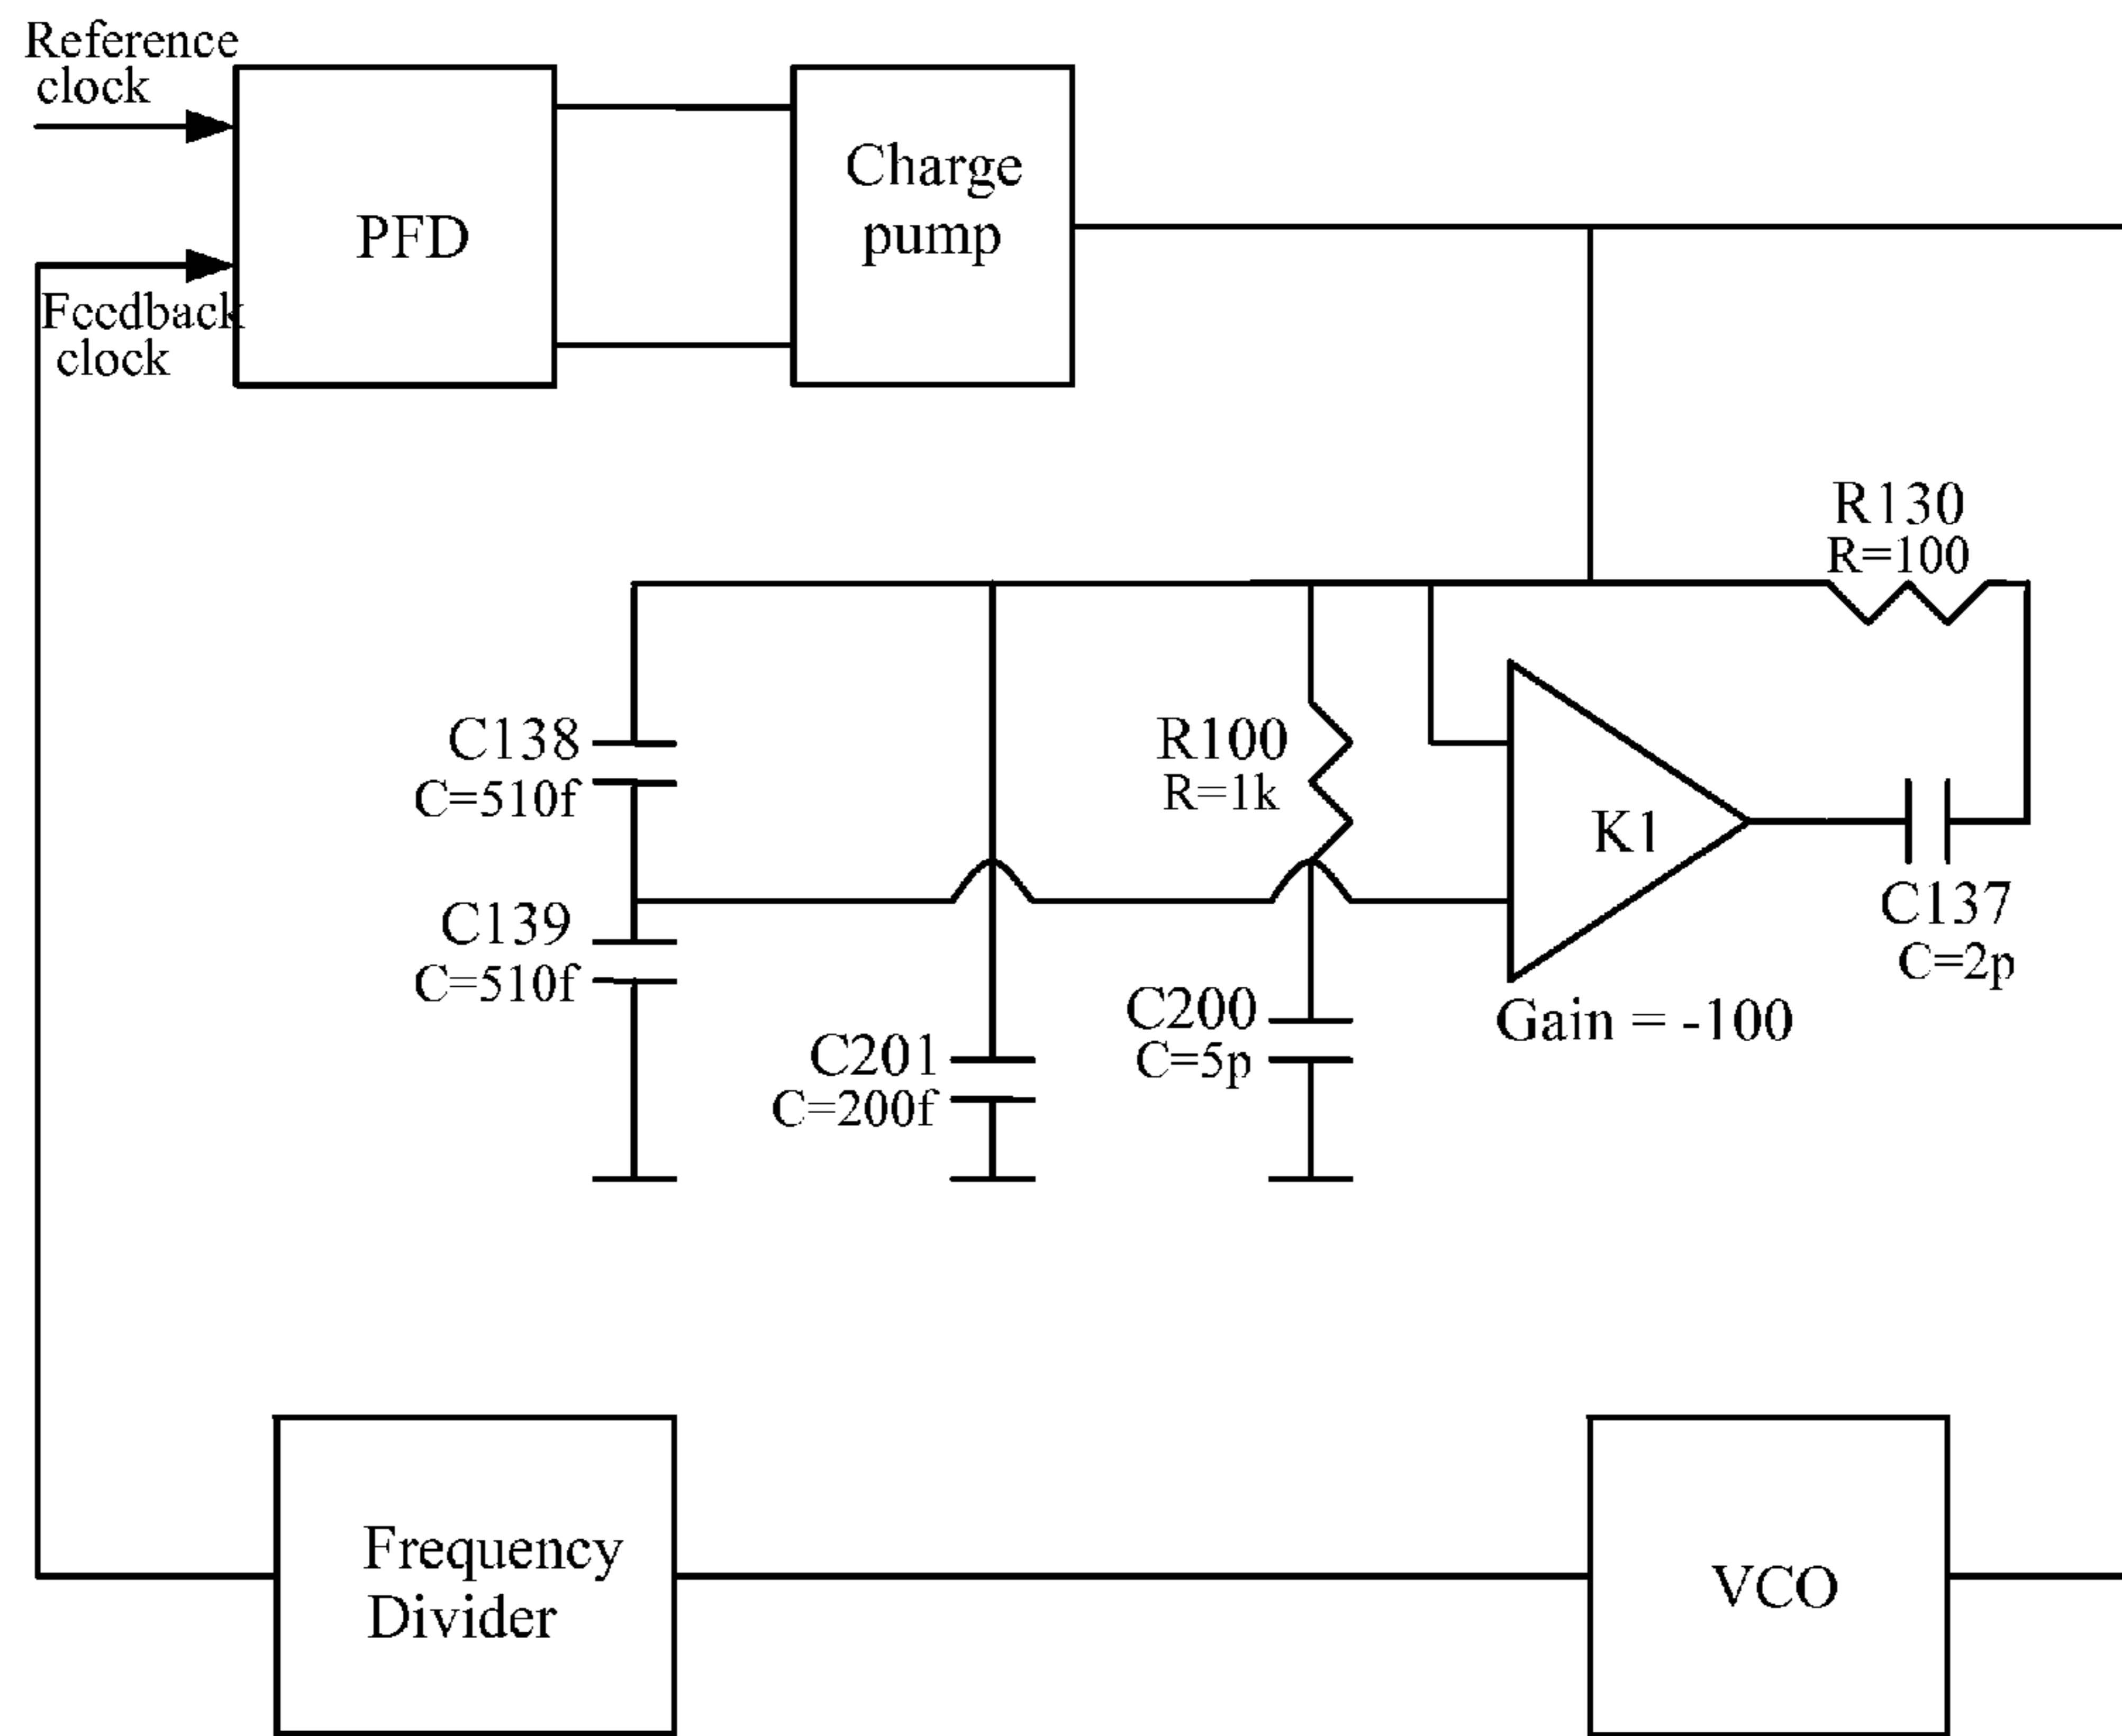 Reference
clock
PFD
Charge
pump
Feedback
clock
R130
R=100
C138
C=510f
R100
R=1k
K1
C139
C=510f
C137
C=2p
C200
C=5p
Gain = -100
C201
C=200f
Frequency
Divider
VCO